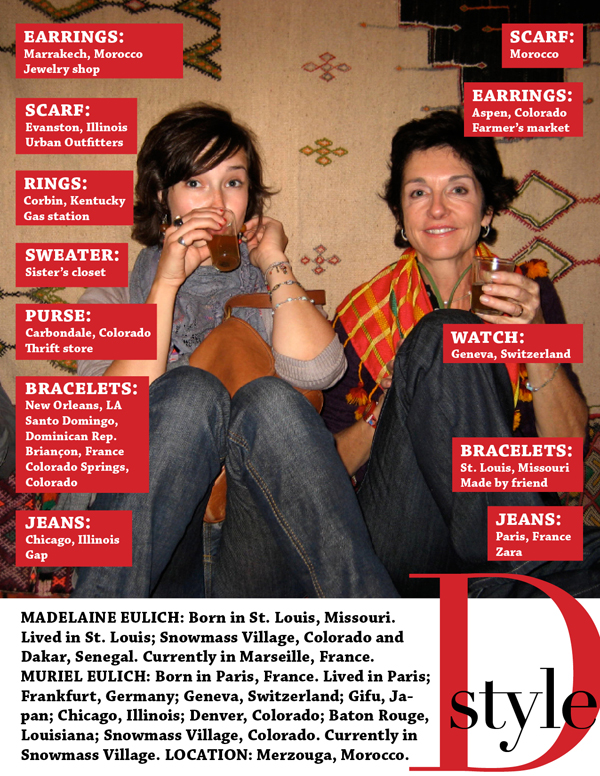 EARRINGS:
Marrakech, Morocco
Jewelry shop
SCARF:
Evanston, Illinois
Urban Outfitters
RINGS:
Corbin, Kentucky
Gas station
SWEATER:
Sister's closet
PURSE:
Carbondale, Colorado
Thrift store
BRACELETS:
New Orleans, LA
Santo Domingo,
Dominican Rep.
Briançon, France
Colorado Springs,
Colorado
JEANS:
Chicago, Illinois
Gap
SCARF:
Morocco
EARRINGS:
Aspen, Colorado
Farmer's market
WATCH:
Geneva, Switzerland
BRACELETS:
St. Louis, Missouri
Made by friend
JEANS:
Paris, France
Zara
MADELAINE EULICH: Born in St. Louis, Missouri.
Lived in St. Louis; Snowmass Village, Colorado and
Dakar, Senegal. Currently in Marseille, France.
MURIEL EULICH: Born in Paris, France. Lived in Paris;
Frankfurt, Germany; Geneva, Switzerland; Gifu, Ja-
pan; Chicago, Illinois; Denver, Colorado; Baton Rouge,
Louisiana; Snowmass Village, Colorado. Currently in
Snowmass Village. LOCATION: Merzouga, Morocco.
D
style